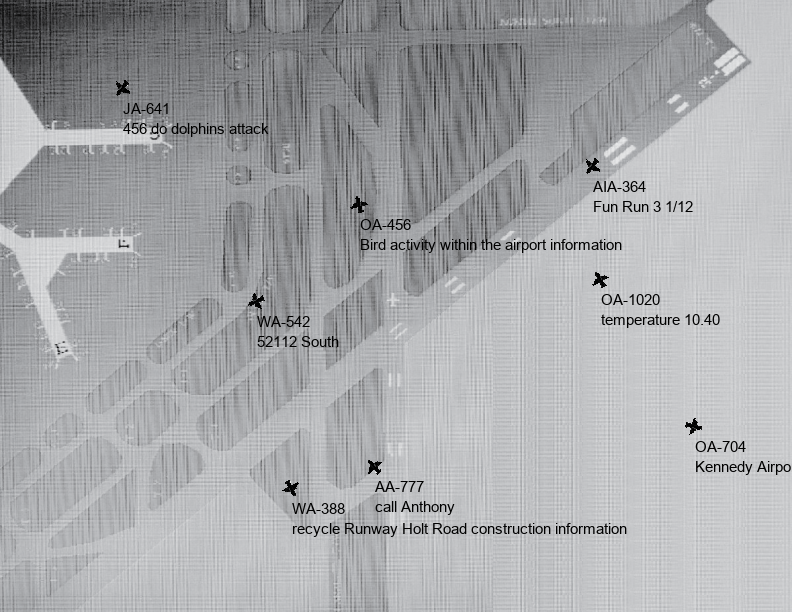 JA-641
456 do dolphins attack
AIA-364
Fun Run 3 1/12
OA-456
Bird activity within the airport information
OA-1020
temperature 10.40
WA-542
52112 South
OA-704
Kennedy Airpo
AA-777
call Anthony
WA-388
recycle Runway Holt Road construction information